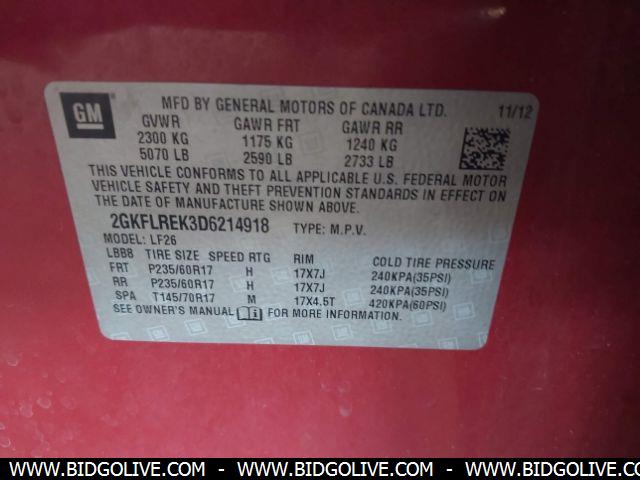 GM
MFD BY GENERAL MOTORS OF CANADA LTD. 11/12
GVWR GAWR FRT GAWR RR
2300 KG 1175 KG 1240 KG
5070 LB 2590 LB 2733 LB
THIS VEHICLE CONFORMS TO ALL APPLICABLE U.S. FEDERAL MOTOR
VEHICLE SAFETY AND THEFT PREVENTION STANDARDS IN EFFECT ON
THE DATE OF MANUFACTURE SHOWN ABOVE.
2GKFLREK3D6214918 TYPE: M.P.V.
MODEL: LF26
LBB8 TIRE SIZE SPEED RTG RIM COLD TIRE PRESSURE
FRT P235/60R17 H 17X7J 240KPA(35PSI)
RR P235/60R17 H 17X7J 240KPA(35PSI)
SPA T145/70R17 M 17X4.5T 420KPA(60PSI)
SEE OWNER'S MANUAL FOR MORE INFORMATION.
WWW.BIDGOLIVE.COM - WWW.BIDGOLIVE.COM - WWW.BIDGOLIVE.COM